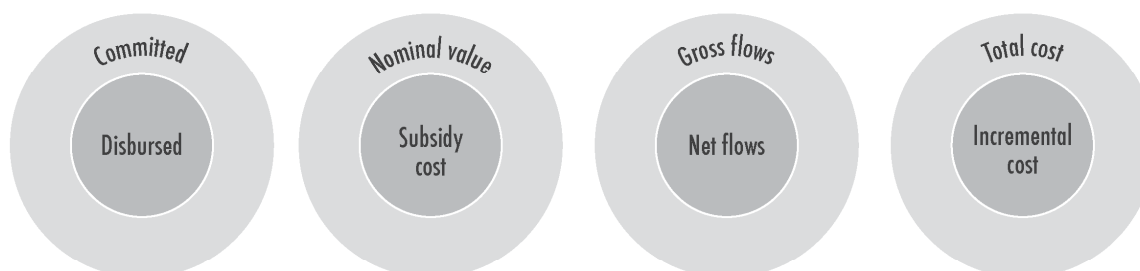 Committed
Disbursed
Nominal value
Subsidy
cost
Gross flows
Net flows
Total cost
Incremental
cost